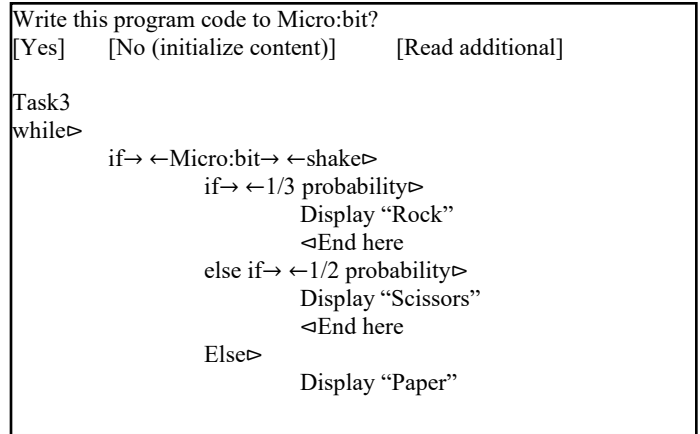 Write this program code to Micro:bit?
[Yes] [No (initialize content)] [Read additional]
Task3
while⊳
if→ ←Micro:bit→ ←shake⊳
if→ ←1/3 probability⊳
Display “Rock”
⊲End here
else if→ ←1/2 probability⊳
Display “Scissors”
⊲End here
Else⊳
Display “Paper”